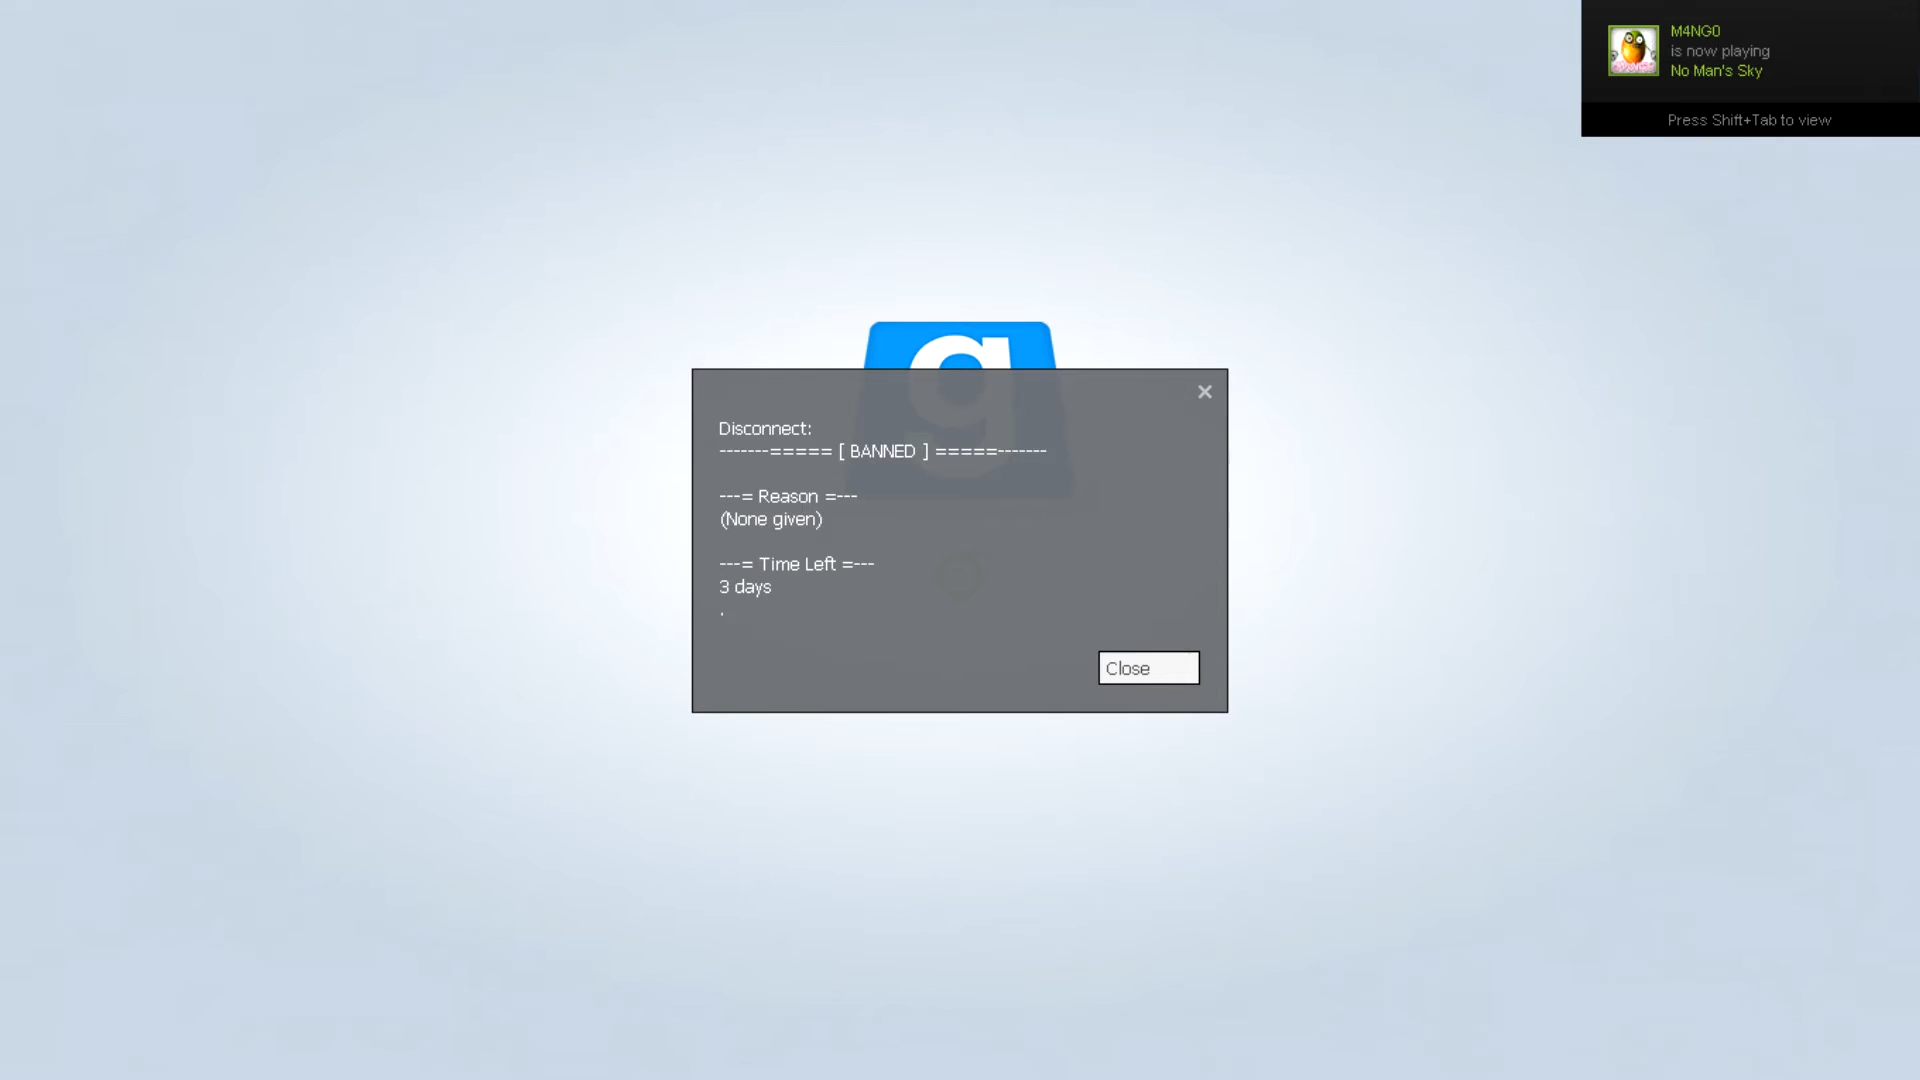 M4NG0
is now playing
No Man's Sky
Press Shift+Tab to view
g
Disconnect:
-------===== [ BANNED ] =====-------
---= Reason =---
(None given)
---= Time Left =---
3 days
.
Close